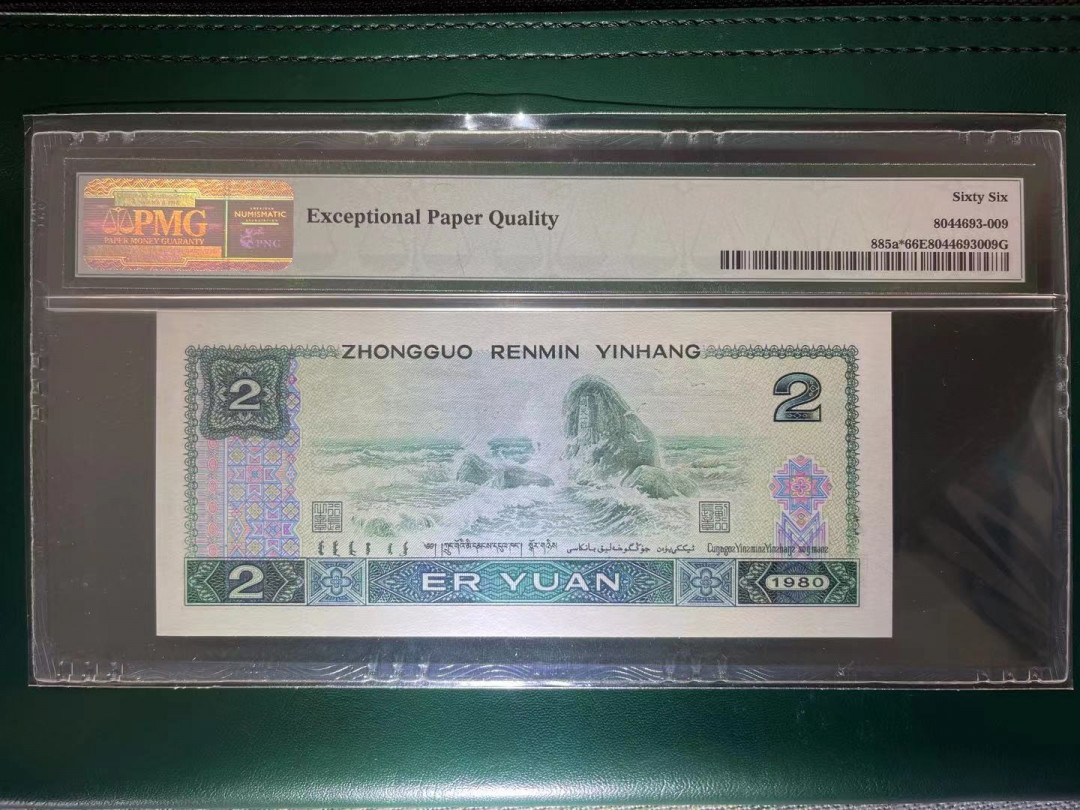 PMG
PAPER MONEY GUARANTY
NUMISMATIC
PNG
Exceptional Paper Quality
Sixty Six
8044693-009
885a*66E8044693009G
ZHONGGUO RENMIN YINHANG
2
2
2
ER YUAN
1980